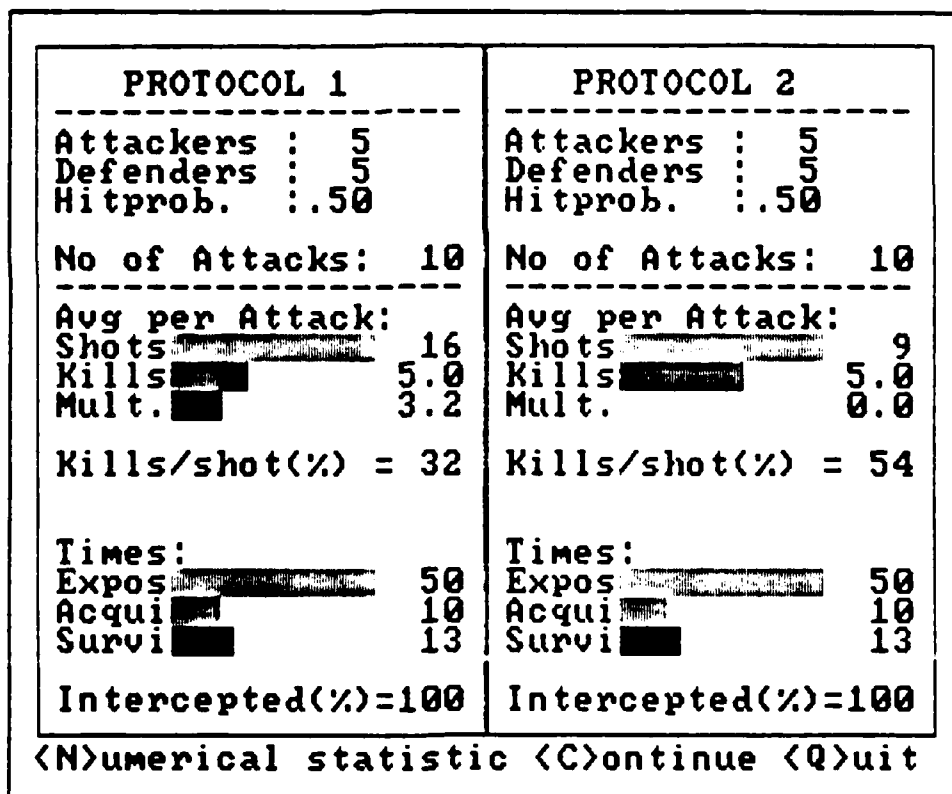 PROTOCOL 1
Attackers : 5
Defenders : 5
Hitprob. :.50
No of Attacks: 10
Avg per Attack:
Shots 16
Kills 5.0
Mult. 3.2
Kills/shot(%) = 32
Times:
Expos 50
Acqui 10
Survi 13
Intercepted(%)=100
PROTOCOL 2
Attackers : 5
Defenders : 5
Hitprob. :.50
No of Attacks: 10
Avg per Attack:
Shots 9
Kills 5.0
Mult. 0.0
Kills/shot(%) = 54
Times:
Expos 50
Acqui 10
Survi 13
Intercepted(%)=100
<N>umerical statistic <C>ontinue <Q>uit